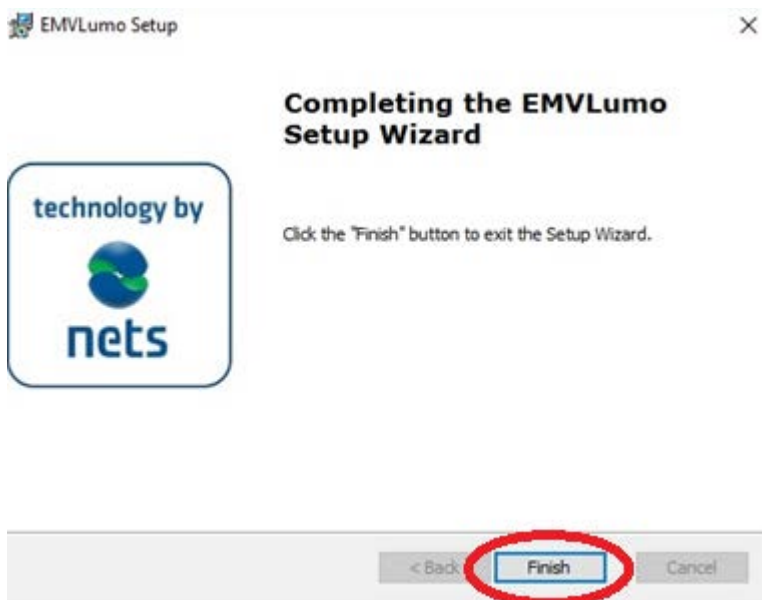 EMVLumo Setup
Completing the EMVLumo
Setup Wizard
technology by
nets
Click the "Finish" button to exit the Setup Wizard.
< Back
Finish
Cancel